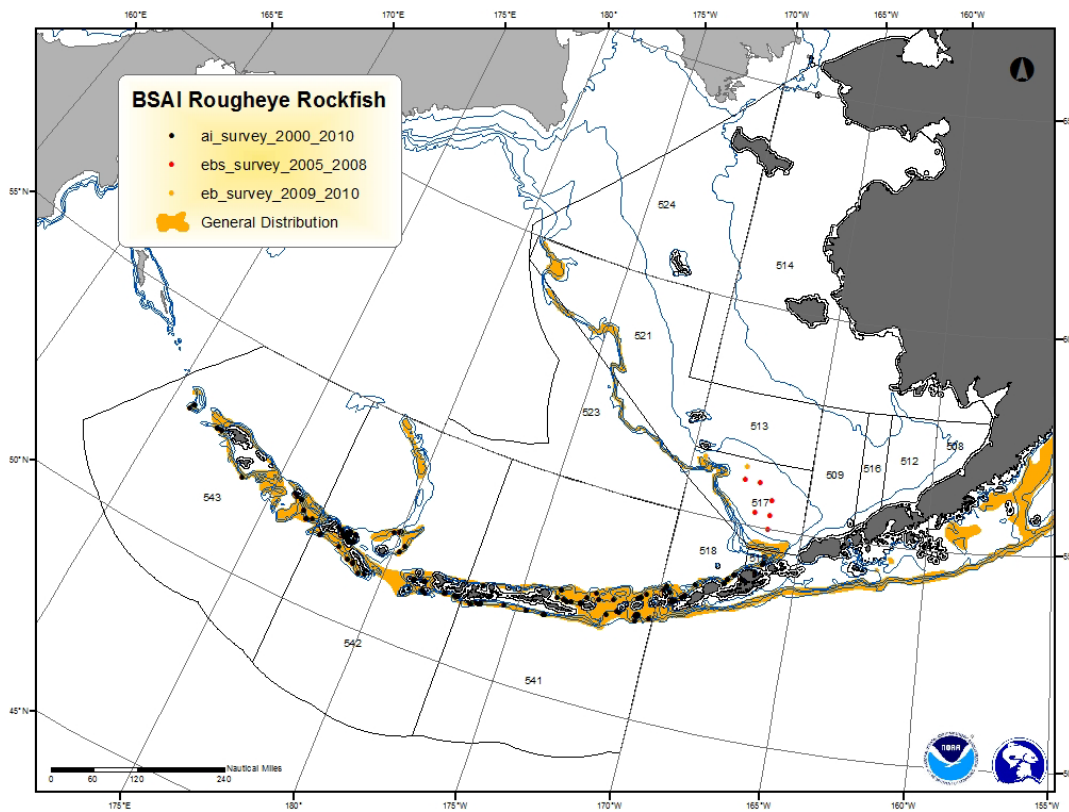 160°E
165°E
170°E
175°E
180°
175°W
170°W
165°W
160°W
BSAI Rougheye Rockfish
ai_survey_2000_2010
ebs_survey_2005_2008
eb_survey_2009_2010
General Distribution
55°N
524
514
521
523
513
508
509
516
512
517
50°N
543
518
542
541
45°N
Nautical Miles
0 60 120 240
NOAA
175°E
180°
175°W
170°W
165°W
160°W
155°W